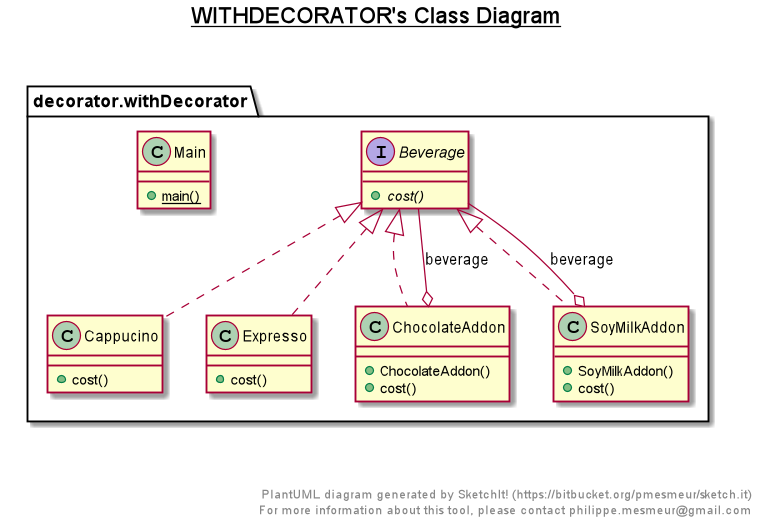 WITHDECORATOR's Class Diagram
decorator.withDecorator
C Main
main()
I Beverage
cost()
beverage
beverage
C Cappucino
cost()
C Expresso
cost()
C ChocolateAddon
ChocolateAddon()
cost()
C SoyMilkAddon
SoyMilkAddon()
cost()
PlantUML diagram generated by SketchIt! (https://bitbucket.org/pmesmeur/sketch.it)
For more information about this tool, please contact philippe.mesmeur@gmail.com